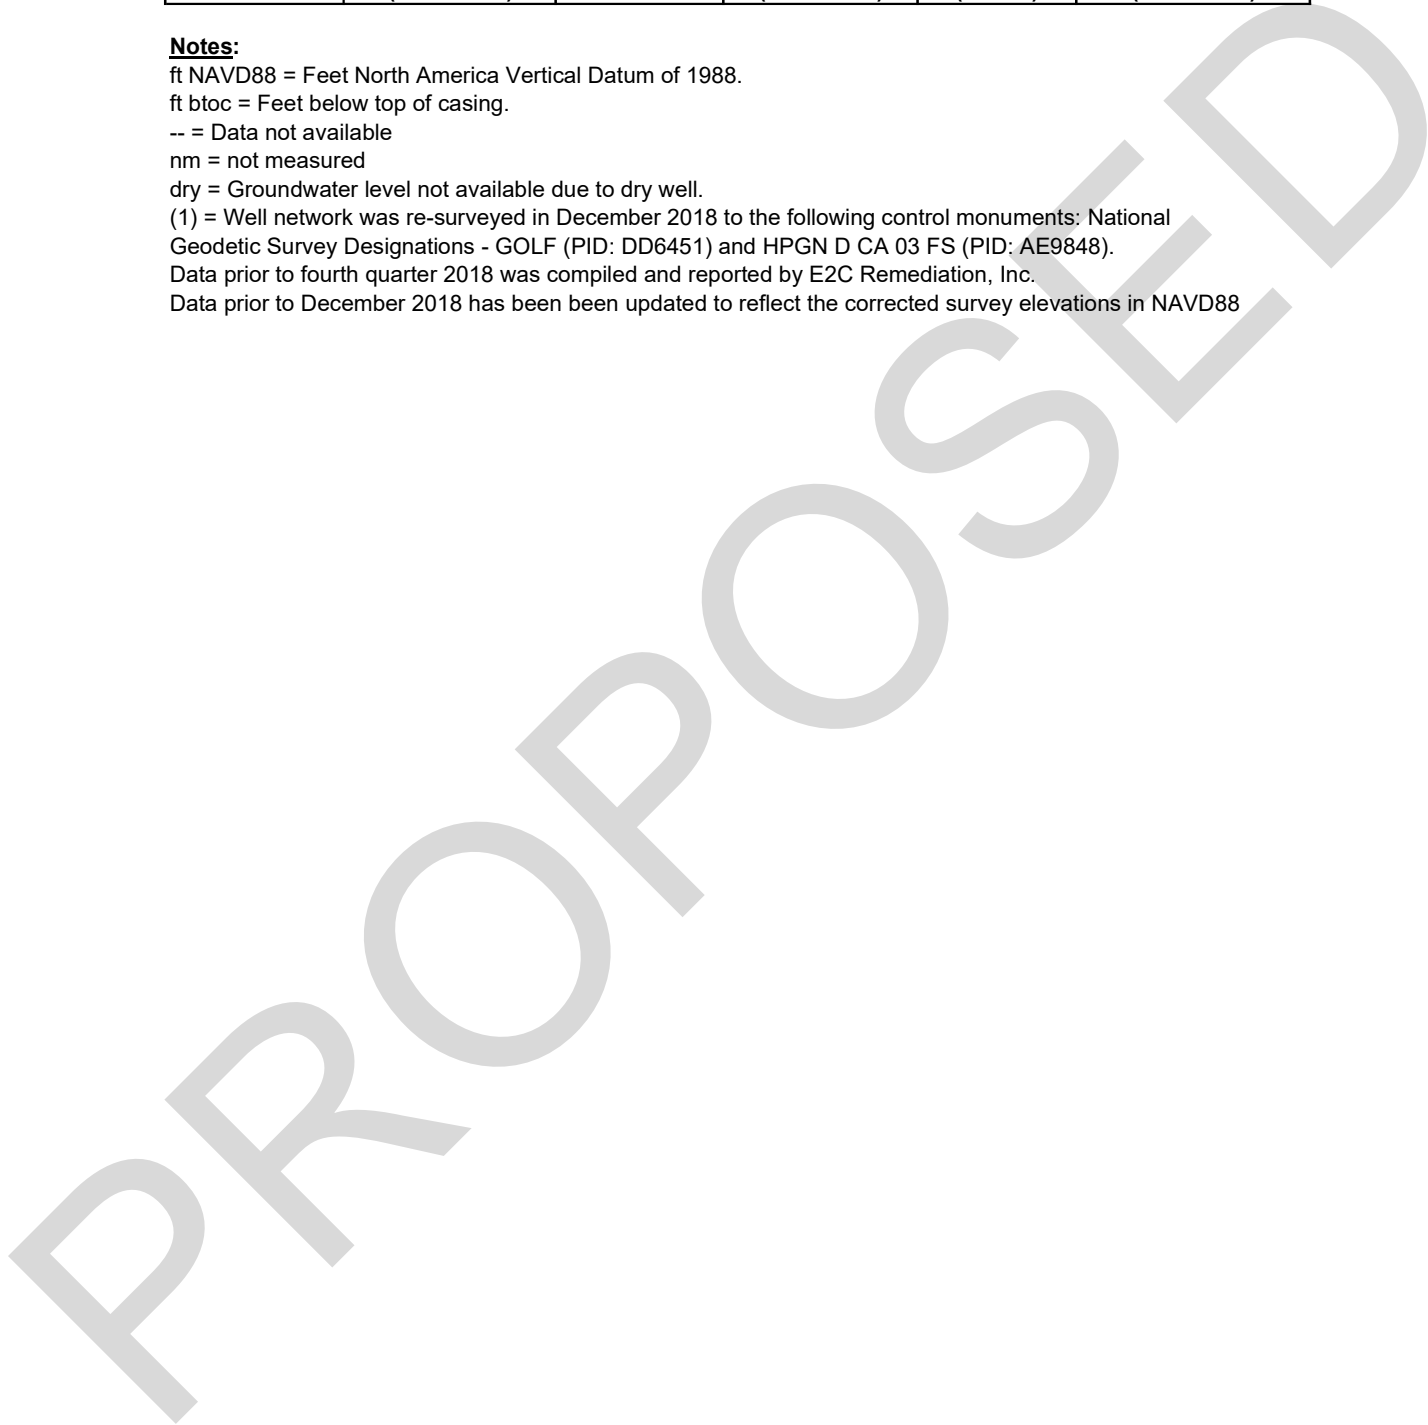 Notes:
ft NAVD88 = Feet North America Vertical Datum of 1988.
ft btoc = Feet below top of casing.
-- = Data not available
nm = not measured
dry = Groundwater level not available due to dry well.
(1) = Well network was re-surveyed in December 2018 to the following control monuments: National
Geodetic Survey Designations - GOLF (PID: DD6451) and HPGN D CA 03 FS (PID: AE9848).
Data prior to fourth quarter 2018 was compiled and reported by E2C Remediation, Inc.
Data prior to December 2018 has been been updated to reflect the corrected survey elevations in NAVD88
PROPOSED